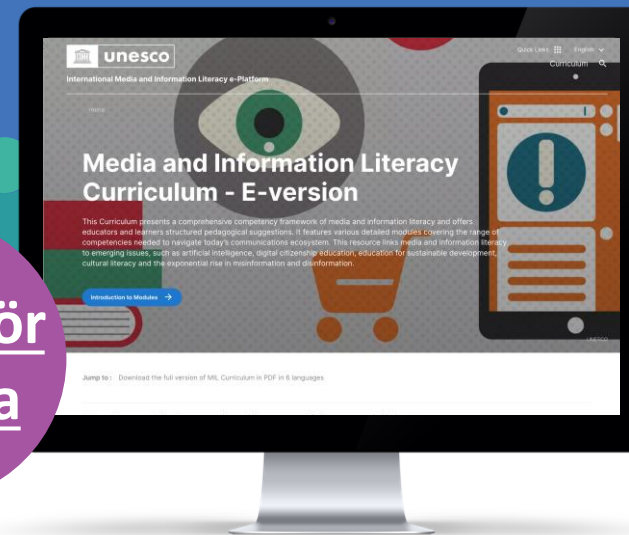 unesco
Quick Links
English
International Media and Information Literacy e-Platform
Curriculum
Home
Media and Information Literacy
Curriculum - E-version
This Curriculum presents a comprehensive competency framework of media and information literacy and offers
educators and learners structured pedagogical suggestions. It features various detailed modules covering the range of
competencies needed to navigate today's communications ecosystem. This resource links media and information literacy
to emerging issues, such as artificial intelligence, digital citizenship education, education for sustainable development,
cultural literacy and the exponential rise in misinformation and disinformation.
Introduction to Modules →
ör
a
UNESCO
Jump to : Download the full version of MIL Curriculum in PDF in 6 languages